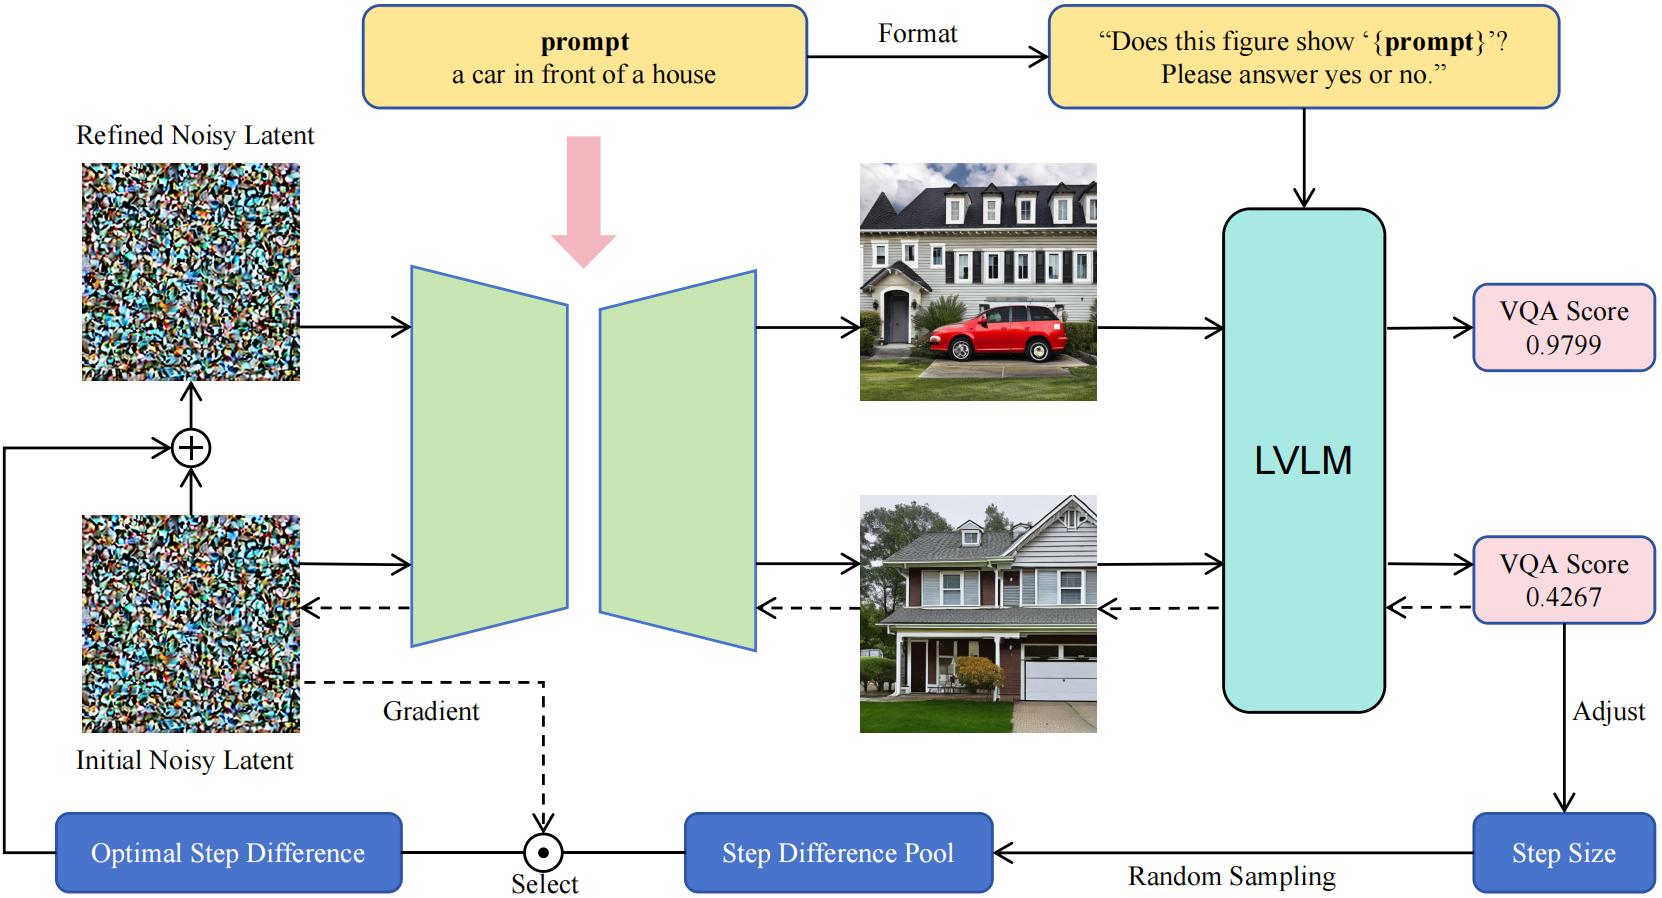 prompt
a car in front of a house
Format
“Does this figure show ‘{prompt}’?
Please answer yes or no.”
Refined Noisy Latent
VQA Score
0.9799
LVLM
VQA Score
0.4267
Gradient
Adjust
Initial Noisy Latent
Optimal Step Difference
Select
Step Difference Pool
Random Sampling
Step Size